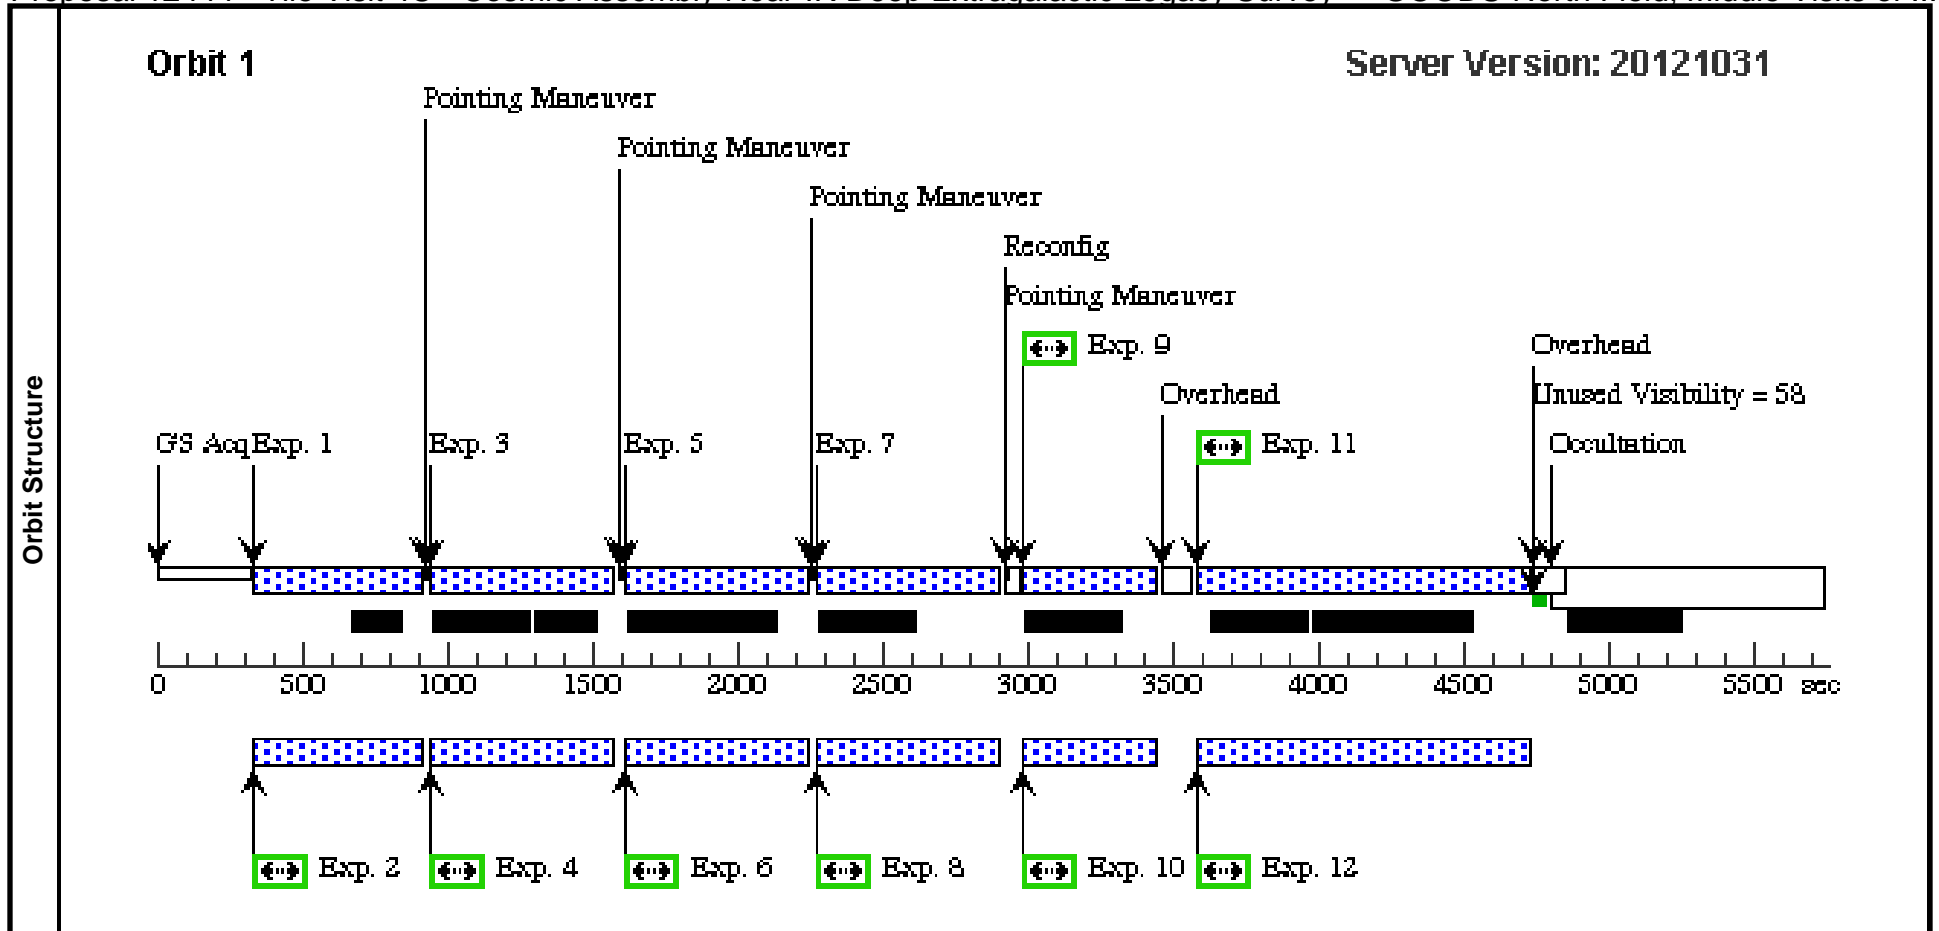 Orbit 1
Server Version: 20121031
Pointing Maneuver
Pointing Maneuver
Pointing Maneuver
Reconfig
Pointing Maneuver
Exp. 9
Overhead
Overhead
Unused Visibility = 58
GS Acq
Exp. 1
Exp. 3
Exp. 5
Exp. 7
Exp. 11
Occultation
Orbit Structure
0 500 1000 1500 2000 2500 3000 3500 4000 4500 5000 5500 sec
Exp. 2
Exp. 4
Exp. 6
Exp. 8
Exp. 10
Exp. 12